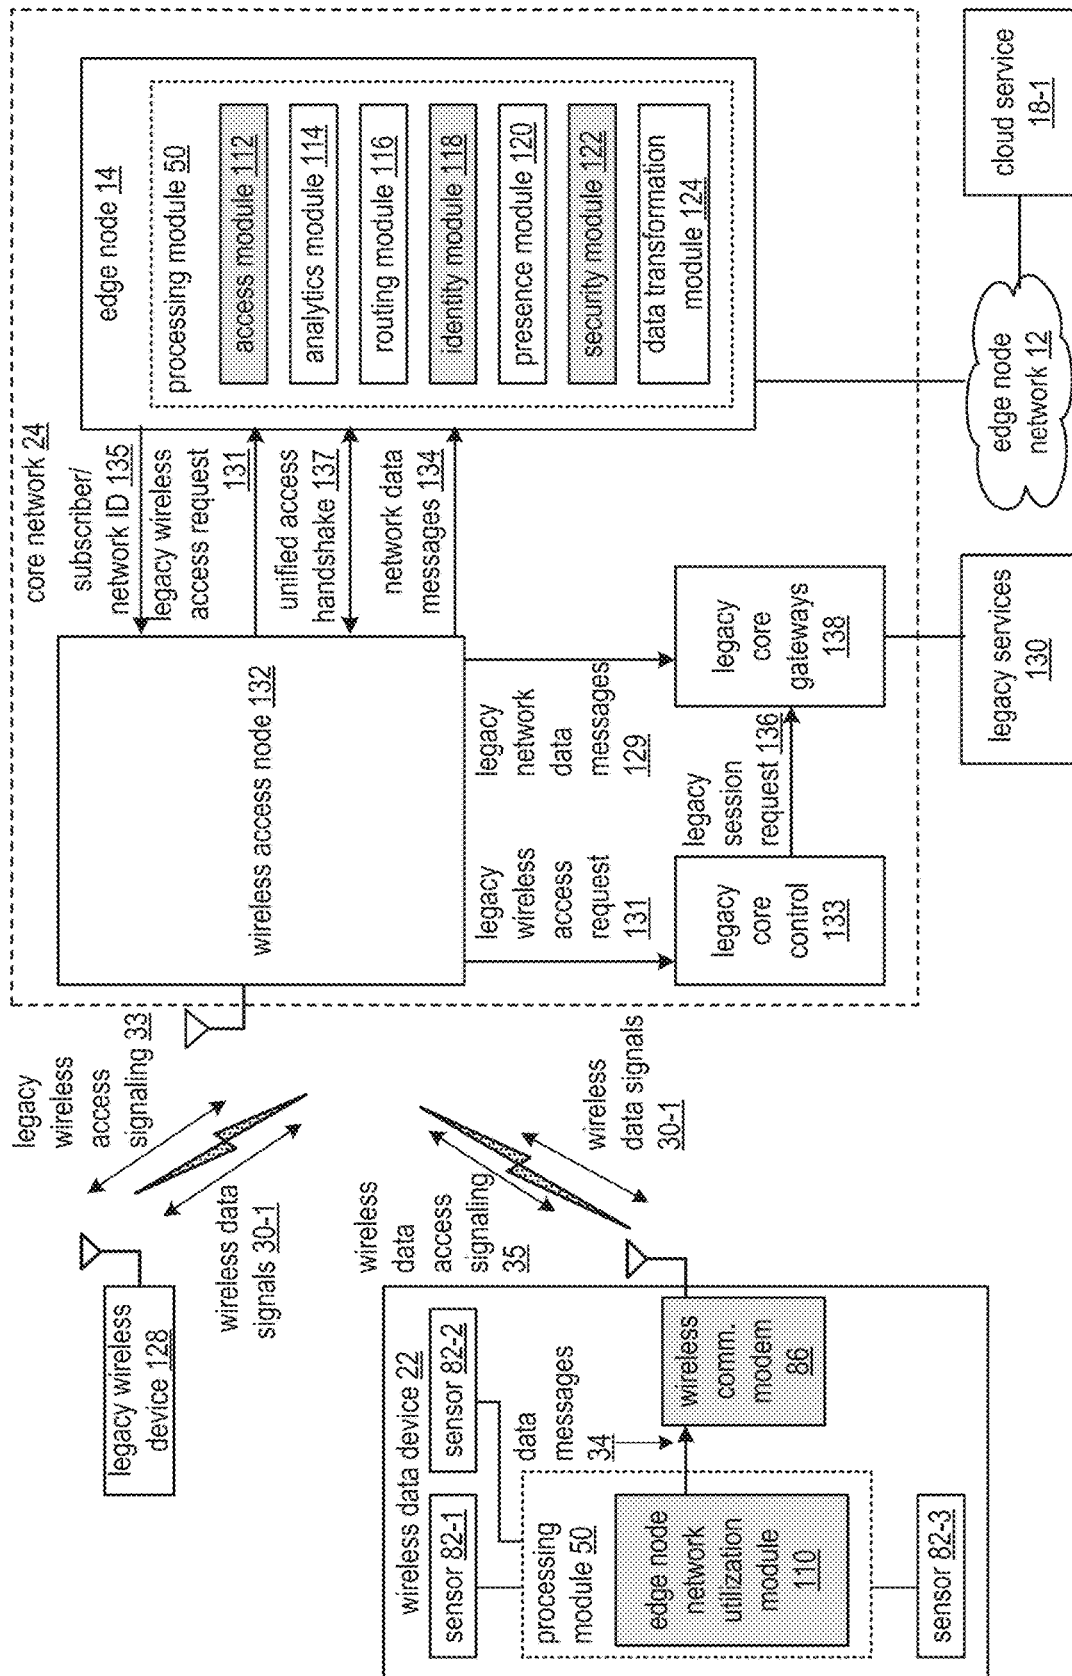 legacy wireless
device 128
legacy
wireless
access
signaling 33
wireless data
signals 30-1
wireless data device 22
sensor 82-1
sensor 82-2
processing
module 50
edge node
network
utilization
module
110
data
messages
34
wireless
comm.
modem
86
sensor 82-3
wireless
data
access
signaling
35
wireless
data signals
30-1
core network 24
wireless access node 132
subscriber/
network ID 135
legacy wireless
access request
131
unified access
handshake 137
network data
messages 134
edge node 14
processing module 50
access module 112
analytics module 114
routing module 116
identity module 118
presence module 120
security module 122
data transformation
module 124
legacy
wireless
access
request
131
legacy
network
data
messages
129
legacy
core
control
133
legacy
session
request 136
legacy
core
gateways
138
legacy services
130
edge node
network 12
cloud service
18-1